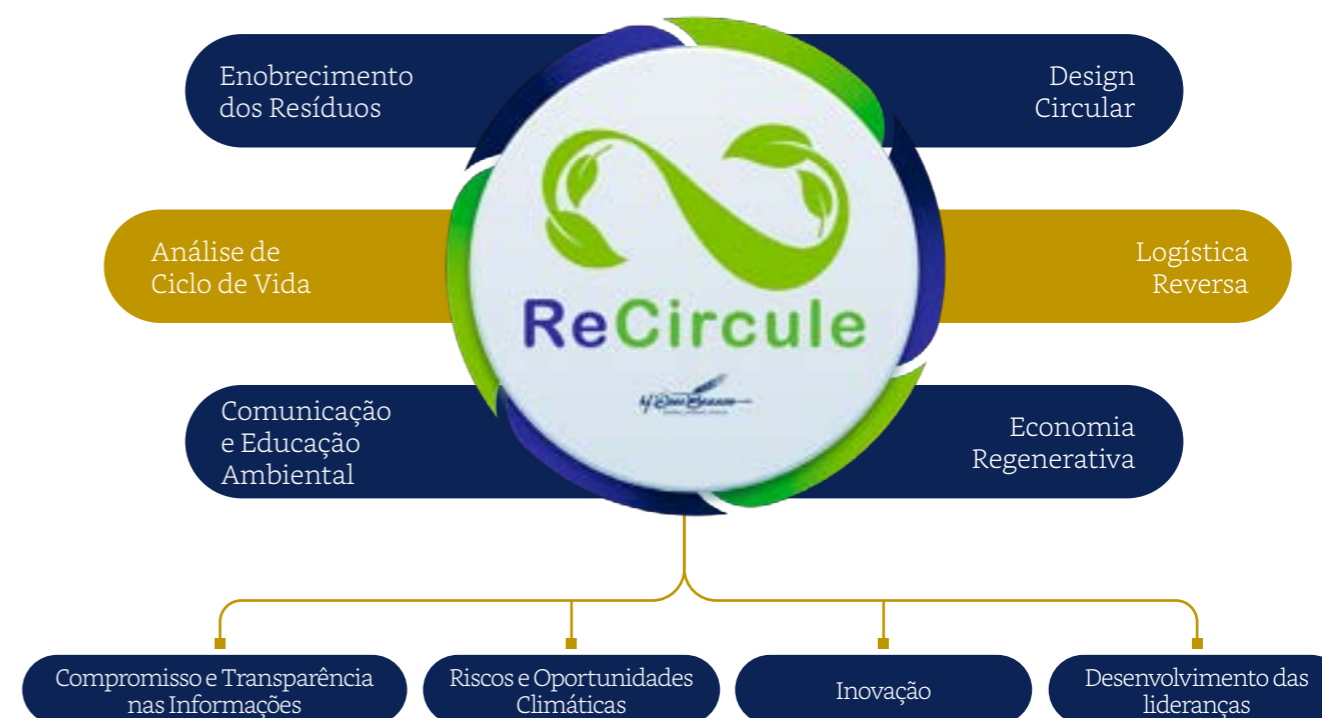 Enobrecimento
dos Resíduos
Design
Circular
Análise de
Ciclo de Vida
Logística
Reversa
ReCircule
Comunicação
e Educação
Ambiental
Economia
Regenerativa
Compromisso e Transparência
nas Informações
Riscos e Oportunidades
Climáticas
Inovação
Desenvolvimento das
lideranças